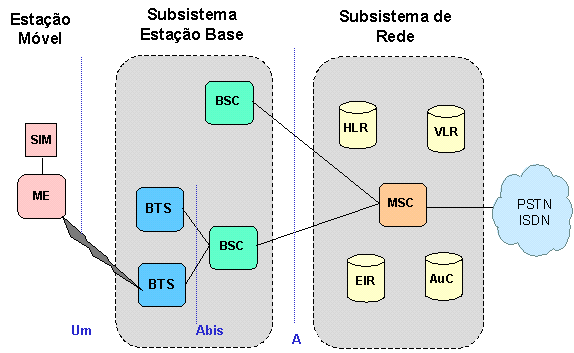 Estação
Móvel
Subsistema
Estação Base
Subsistema de
Rede
BSC
HLR
VLR
SIM
ME
BTS
MSC
PSTN
ISDN
BSC
BTS
EIR
AuC
Um
Abis
A